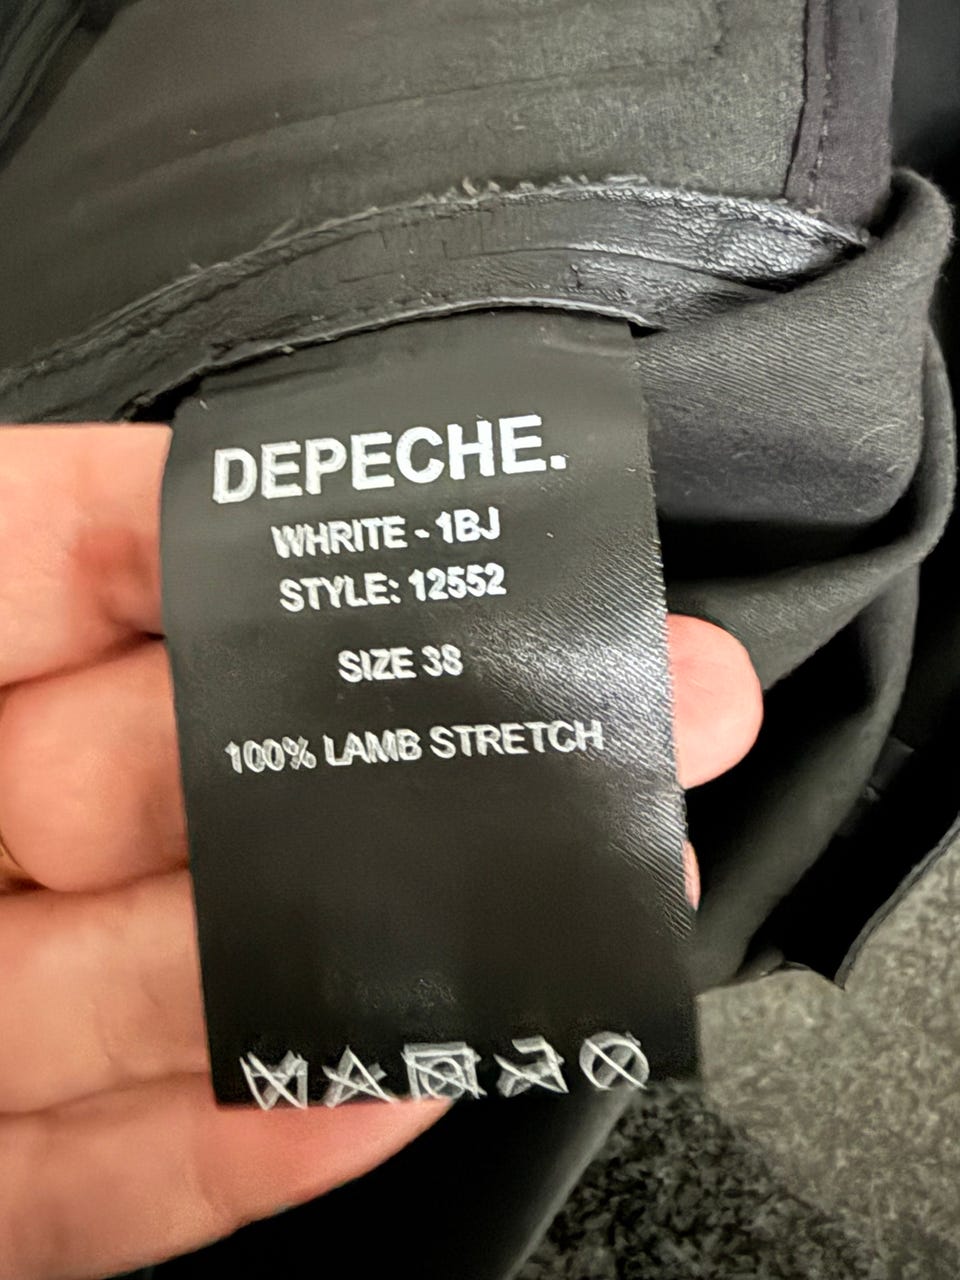 DEPECHE.
WHRITE - 1BJ
STYLE: 12552
SIZE 38
100% LAMB STRETCH